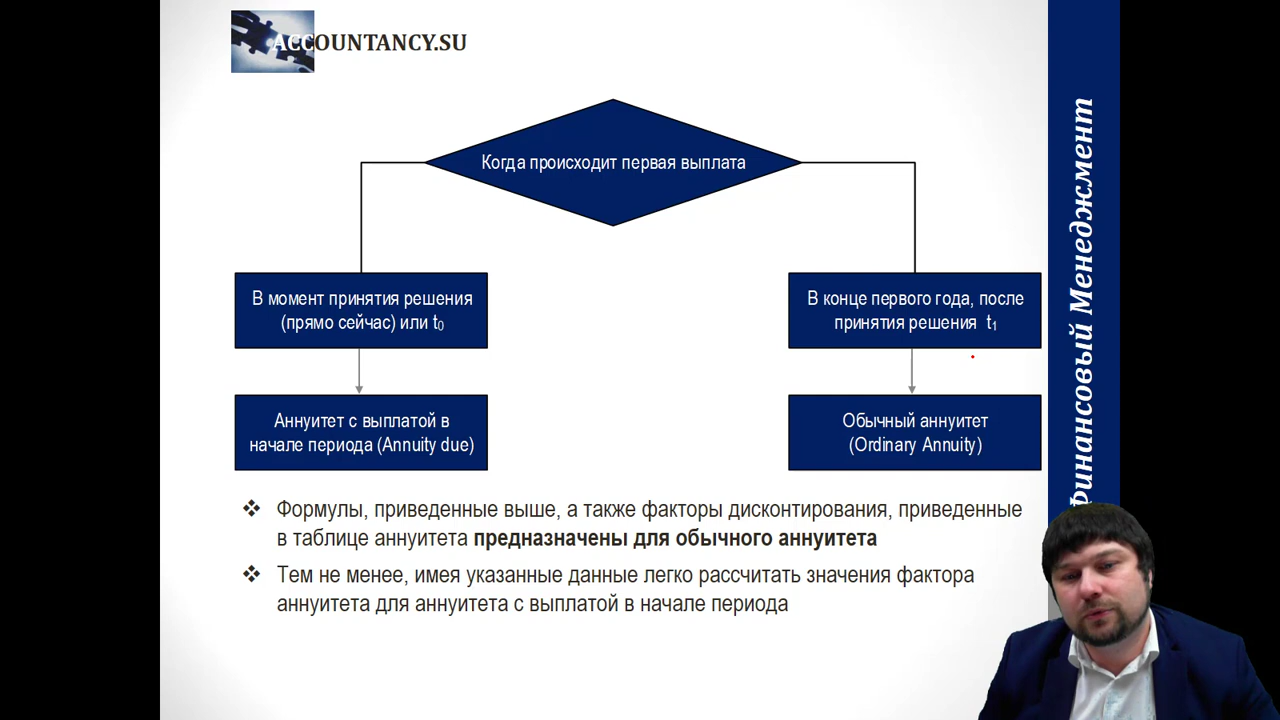 ACCOUNTANCY.SU
Когда происходит первая выплата
В момент принятия решения
(прямо сейчас) или t₀
В конце первого года, после
принятия решения t₁
Аннуитет с выплатой в
начале периода (Annuity due)
Обычный аннуитет
(Ordinary Annuity)
❖ Формулы, приведенные выше, а также факторы дисконтирования, приведенные
в таблице аннуитета предназначены для обычного аннуитета
❖ Тем не менее, имея указанные данные легко рассчитать значения фактора
аннуитета для аннуитета с выплатой в начале периода
Финансовый Менеджмент